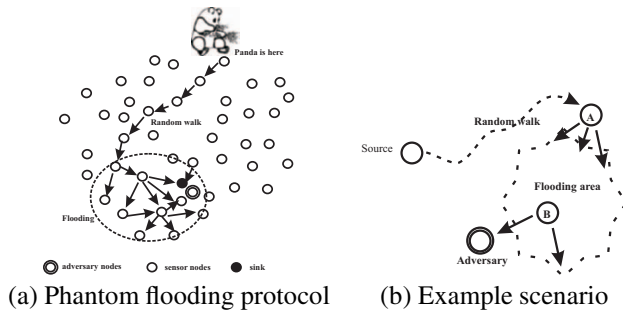 Panda is here
Random walk
Flooding
adversary nodes
sensor nodes
sink
(a) Phantom flooding protocol
Random walk
A
Source
Flooding area
B
Adversary
(b) Example scenario